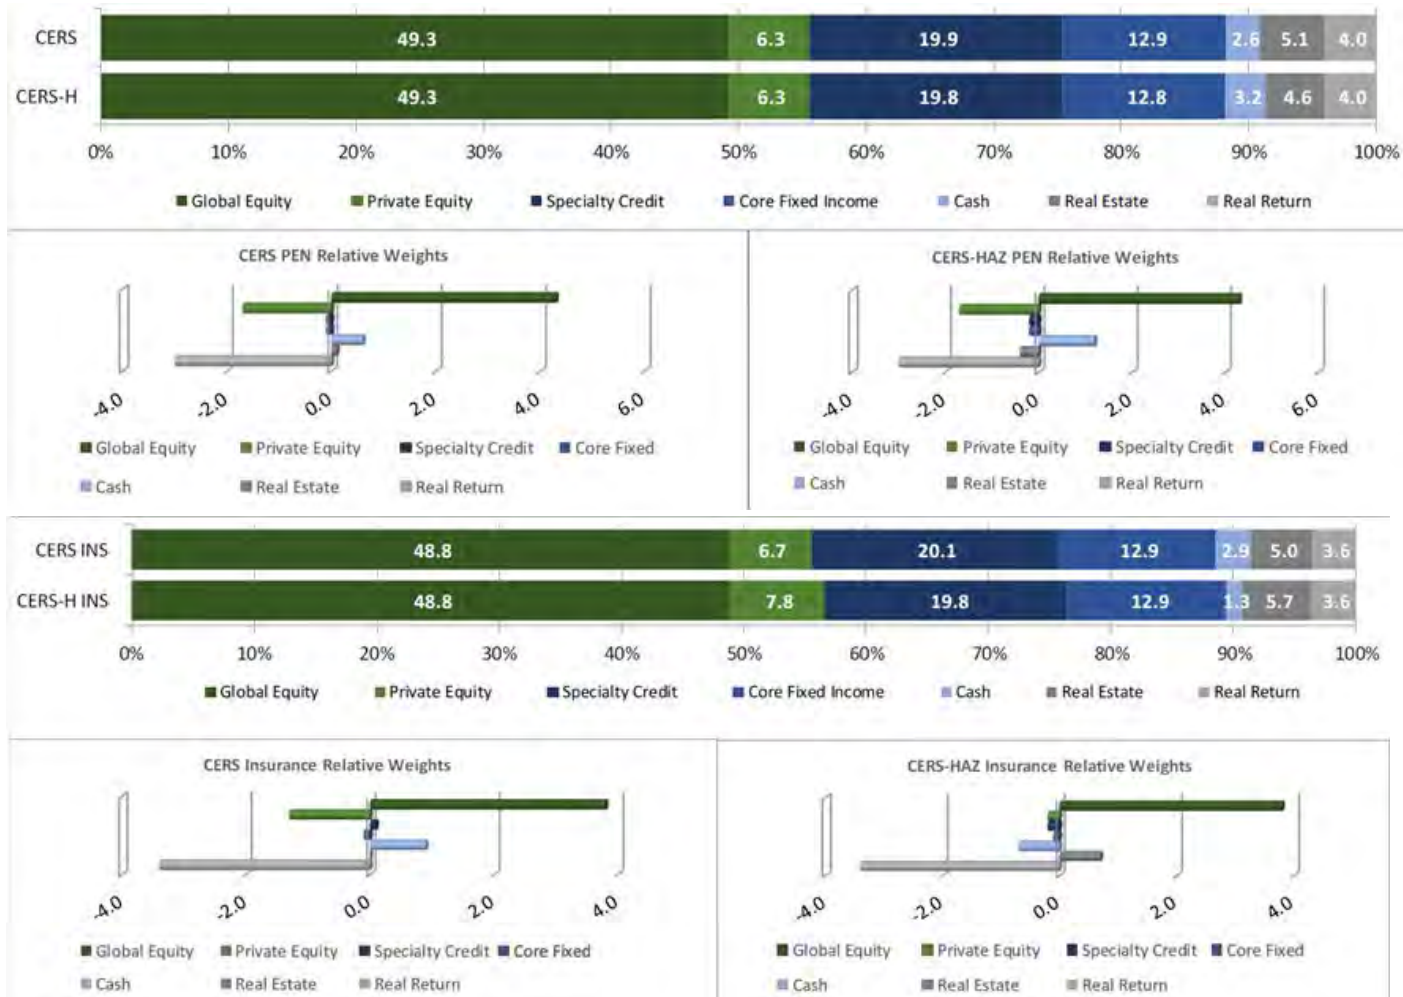 CERS 49.3 6.3 19.9 12.9 2.6 5.1 4.0
CERS-H 49.3 6.3 19.8 12.8 3.2 4.6 4.0
0% 10% 20% 30% 40% 50% 60% 70% 80% 90% 100%
Global Equity Private Equity Specialty Credit Core Fixed Income Cash Real Estate Real Return
CERS PEN Relative Weights
-4.0 -2.0 0.0 2.0 4.0 6.0
Global Equity Private Equity Specialty Credit Core Fixed
Cash Real Estate Real Return
CERS-HAZ PEN Relative Weights
-4.0 -2.0 0.0 2.0 4.0 6.0
Global Equity Private Equity Specialty Credit Core Fixed
Cash Real Estate Real Return
CERS INS 48.8 6.7 20.1 12.9 2.9 5.0 3.6
CERS-H INS 48.8 7.8 19.8 12.9 1.3 5.7 3.6
0% 10% 20% 30% 40% 50% 60% 70% 80% 90% 100%
Global Equity Private Equity Specialty Credit Core Fixed Income Cash Real Estate Real Return
CERS Insurance Relative Weights
-4.0 -2.0 0.0 2.0 4.0
Global Equity Private Equity Specialty Credit Core Fixed
Cash Real Estate Real Return
CERS-HAZ Insurance Relative Weights
-4.0 -2.0 0.0 2.0 4.0
Global Equity Private Equity Specialty Credit Core Fixed
Cash Real Estate Real Return